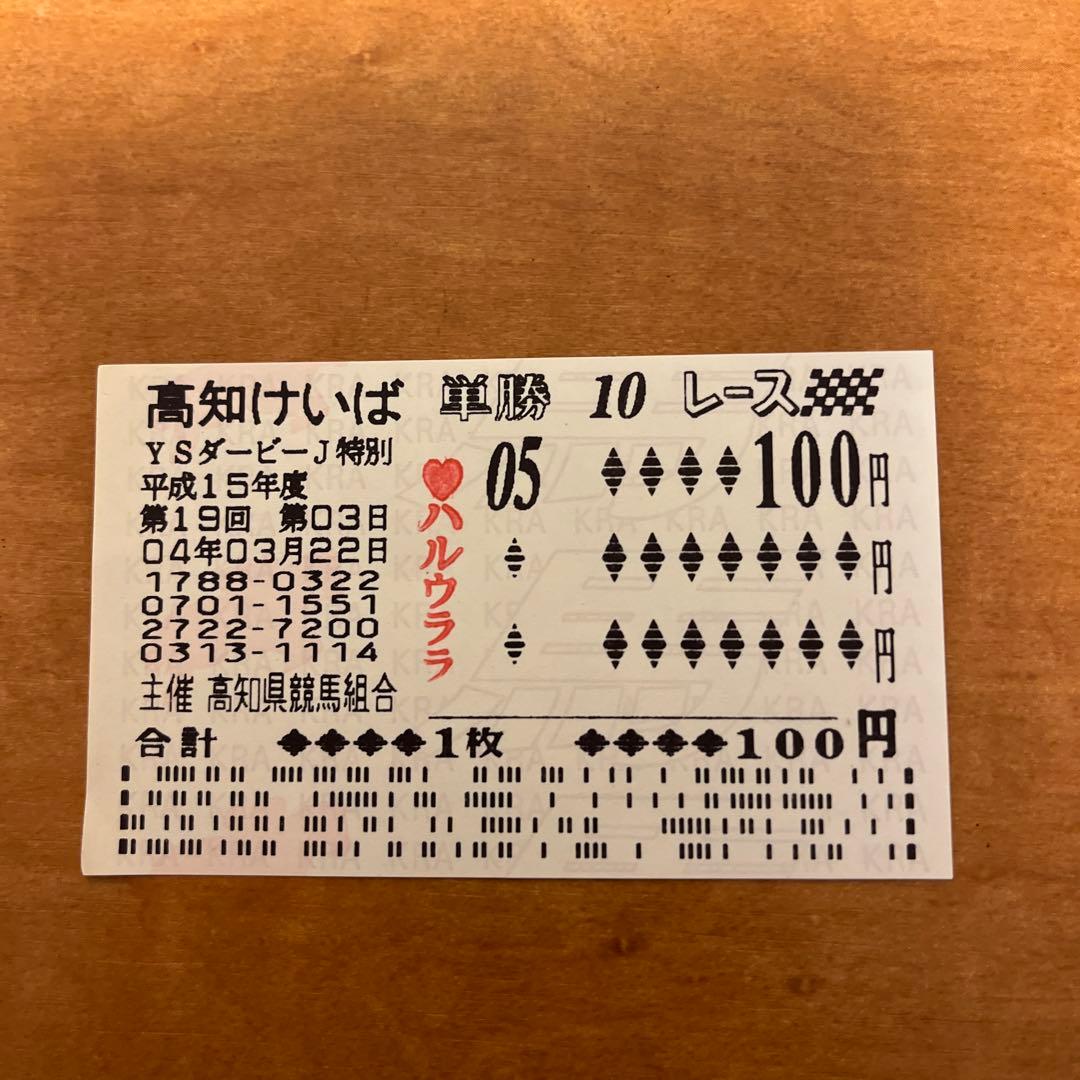 高知けいば 単勝 10 レース
YSダービーJ特別
平成15年度
第19回 第03日
04年03月22日
1788-0322
0701-1551
2722-7200
0313-1114
主催 高知県競馬組合
♥ハルウララ
05 100円
円
円
合計 1枚 100円